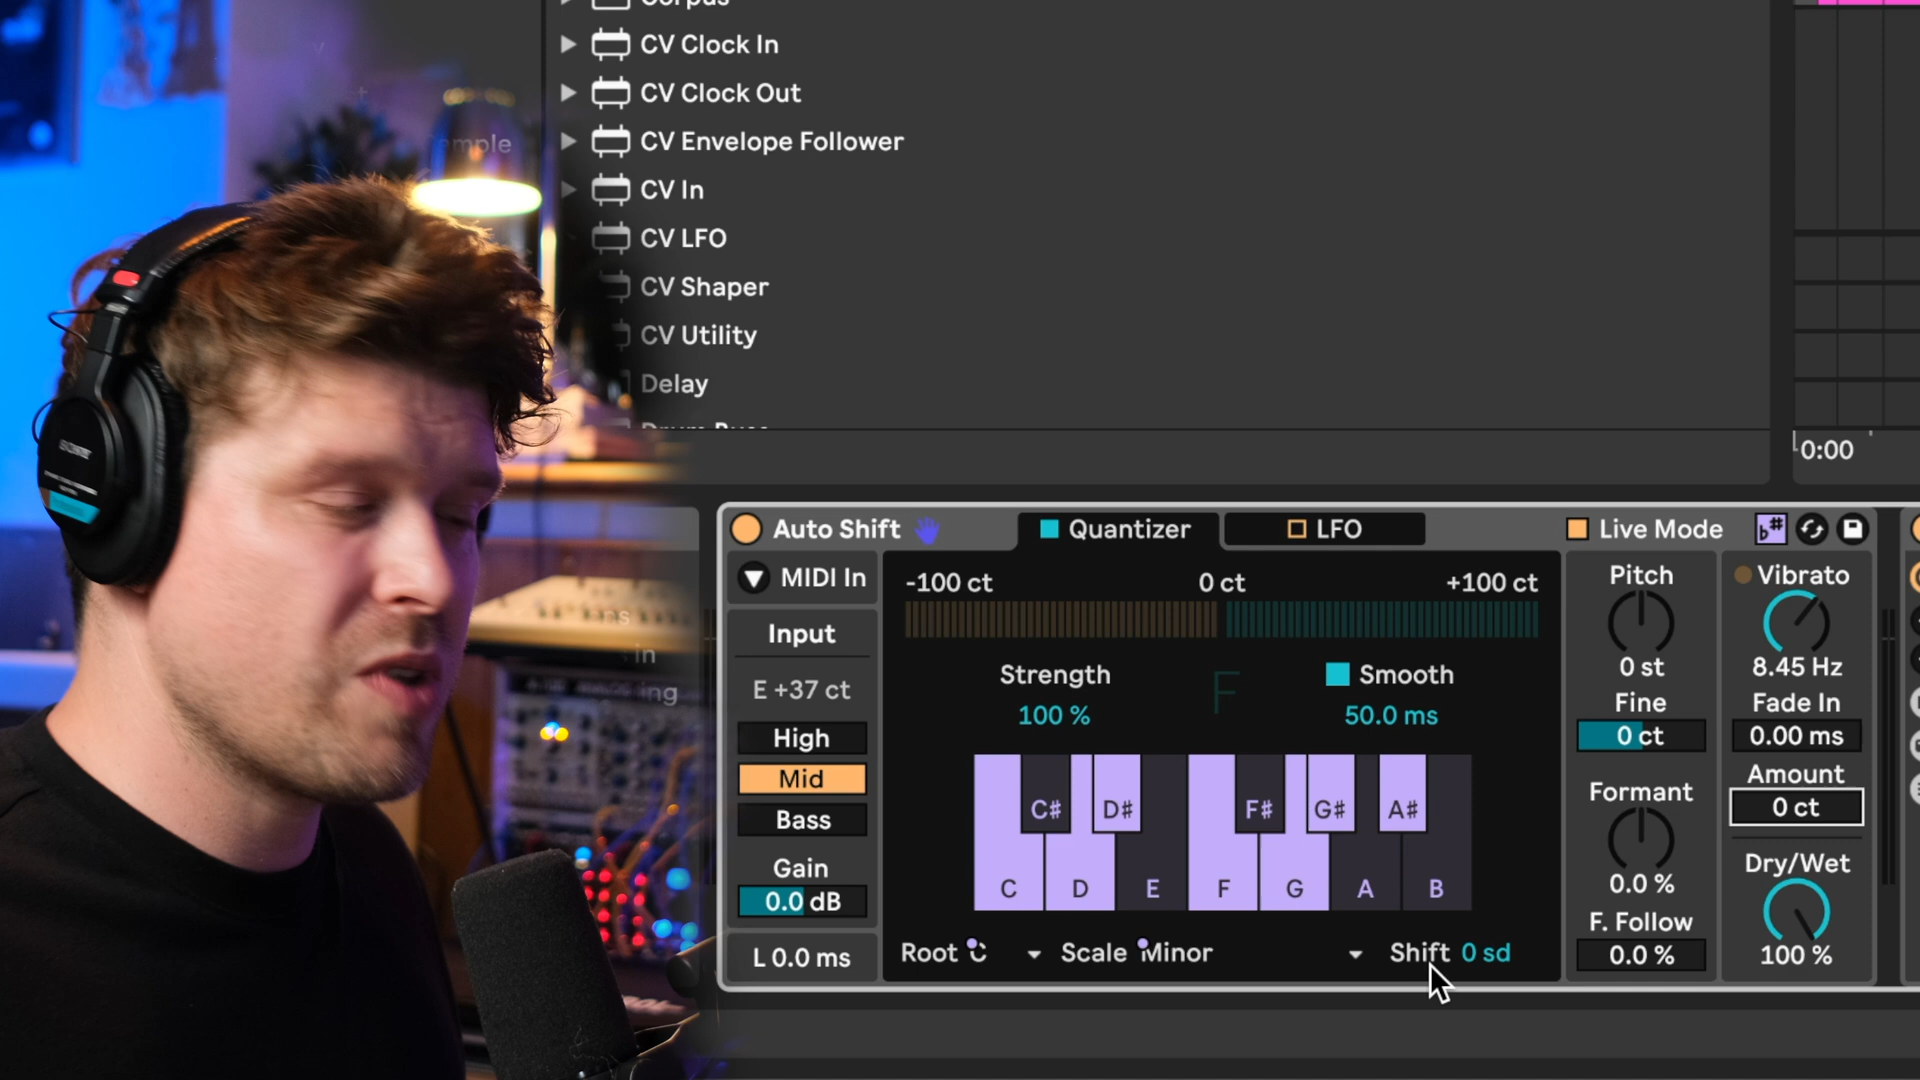 CV Clock In
CV Clock Out
CV Envelope Follower
CV In
CV LFO
CV Shaper
CV Utility
Delay
0:00
Auto Shift
Quantizer
LFO
Live Mode
b#
MIDI In
-100 ct
0 ct
+100 ct
Pitch
Vibrato
Input
0 st
8.45 Hz
E +37 ct
Strength
F
Smooth
Fine
Fade In
100 %
50.0 ms
0 ct
0.00 ms
High
Mid
Bass
Amount
0 ct
C#
D#
F#
G#
A#
Formant
Gain
0.0 dB
C
D
E
F
G
A
B
0.0 %
Dry/Wet
F. Follow
L 0.0 ms
Root C
Scale Minor
Shift 0 sd
0.0 %
100 %